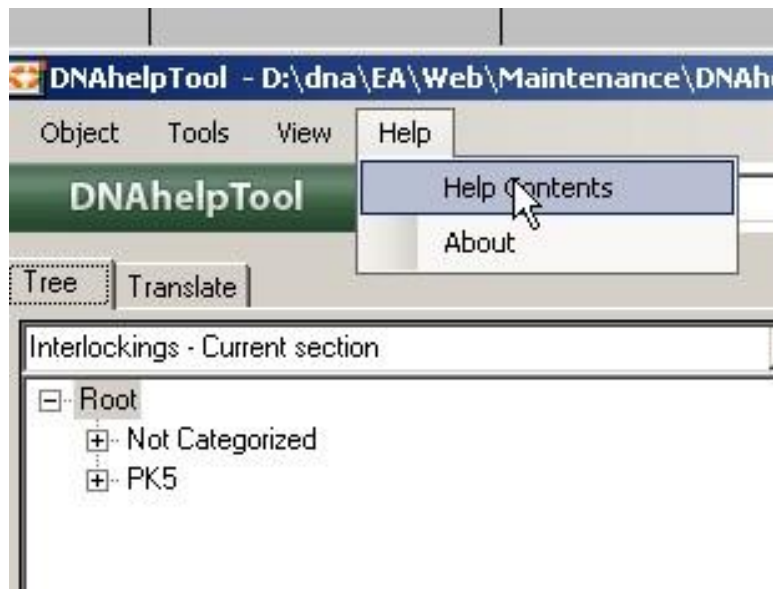 DNAhelpTool - D:\dna\EA\Web\Maintenance\DNAh
Object Tools View Help
DNAhelpTool
Help Contents
About
Tree Translate
Interlockings - Current section
Root
Not Categorized
PK5